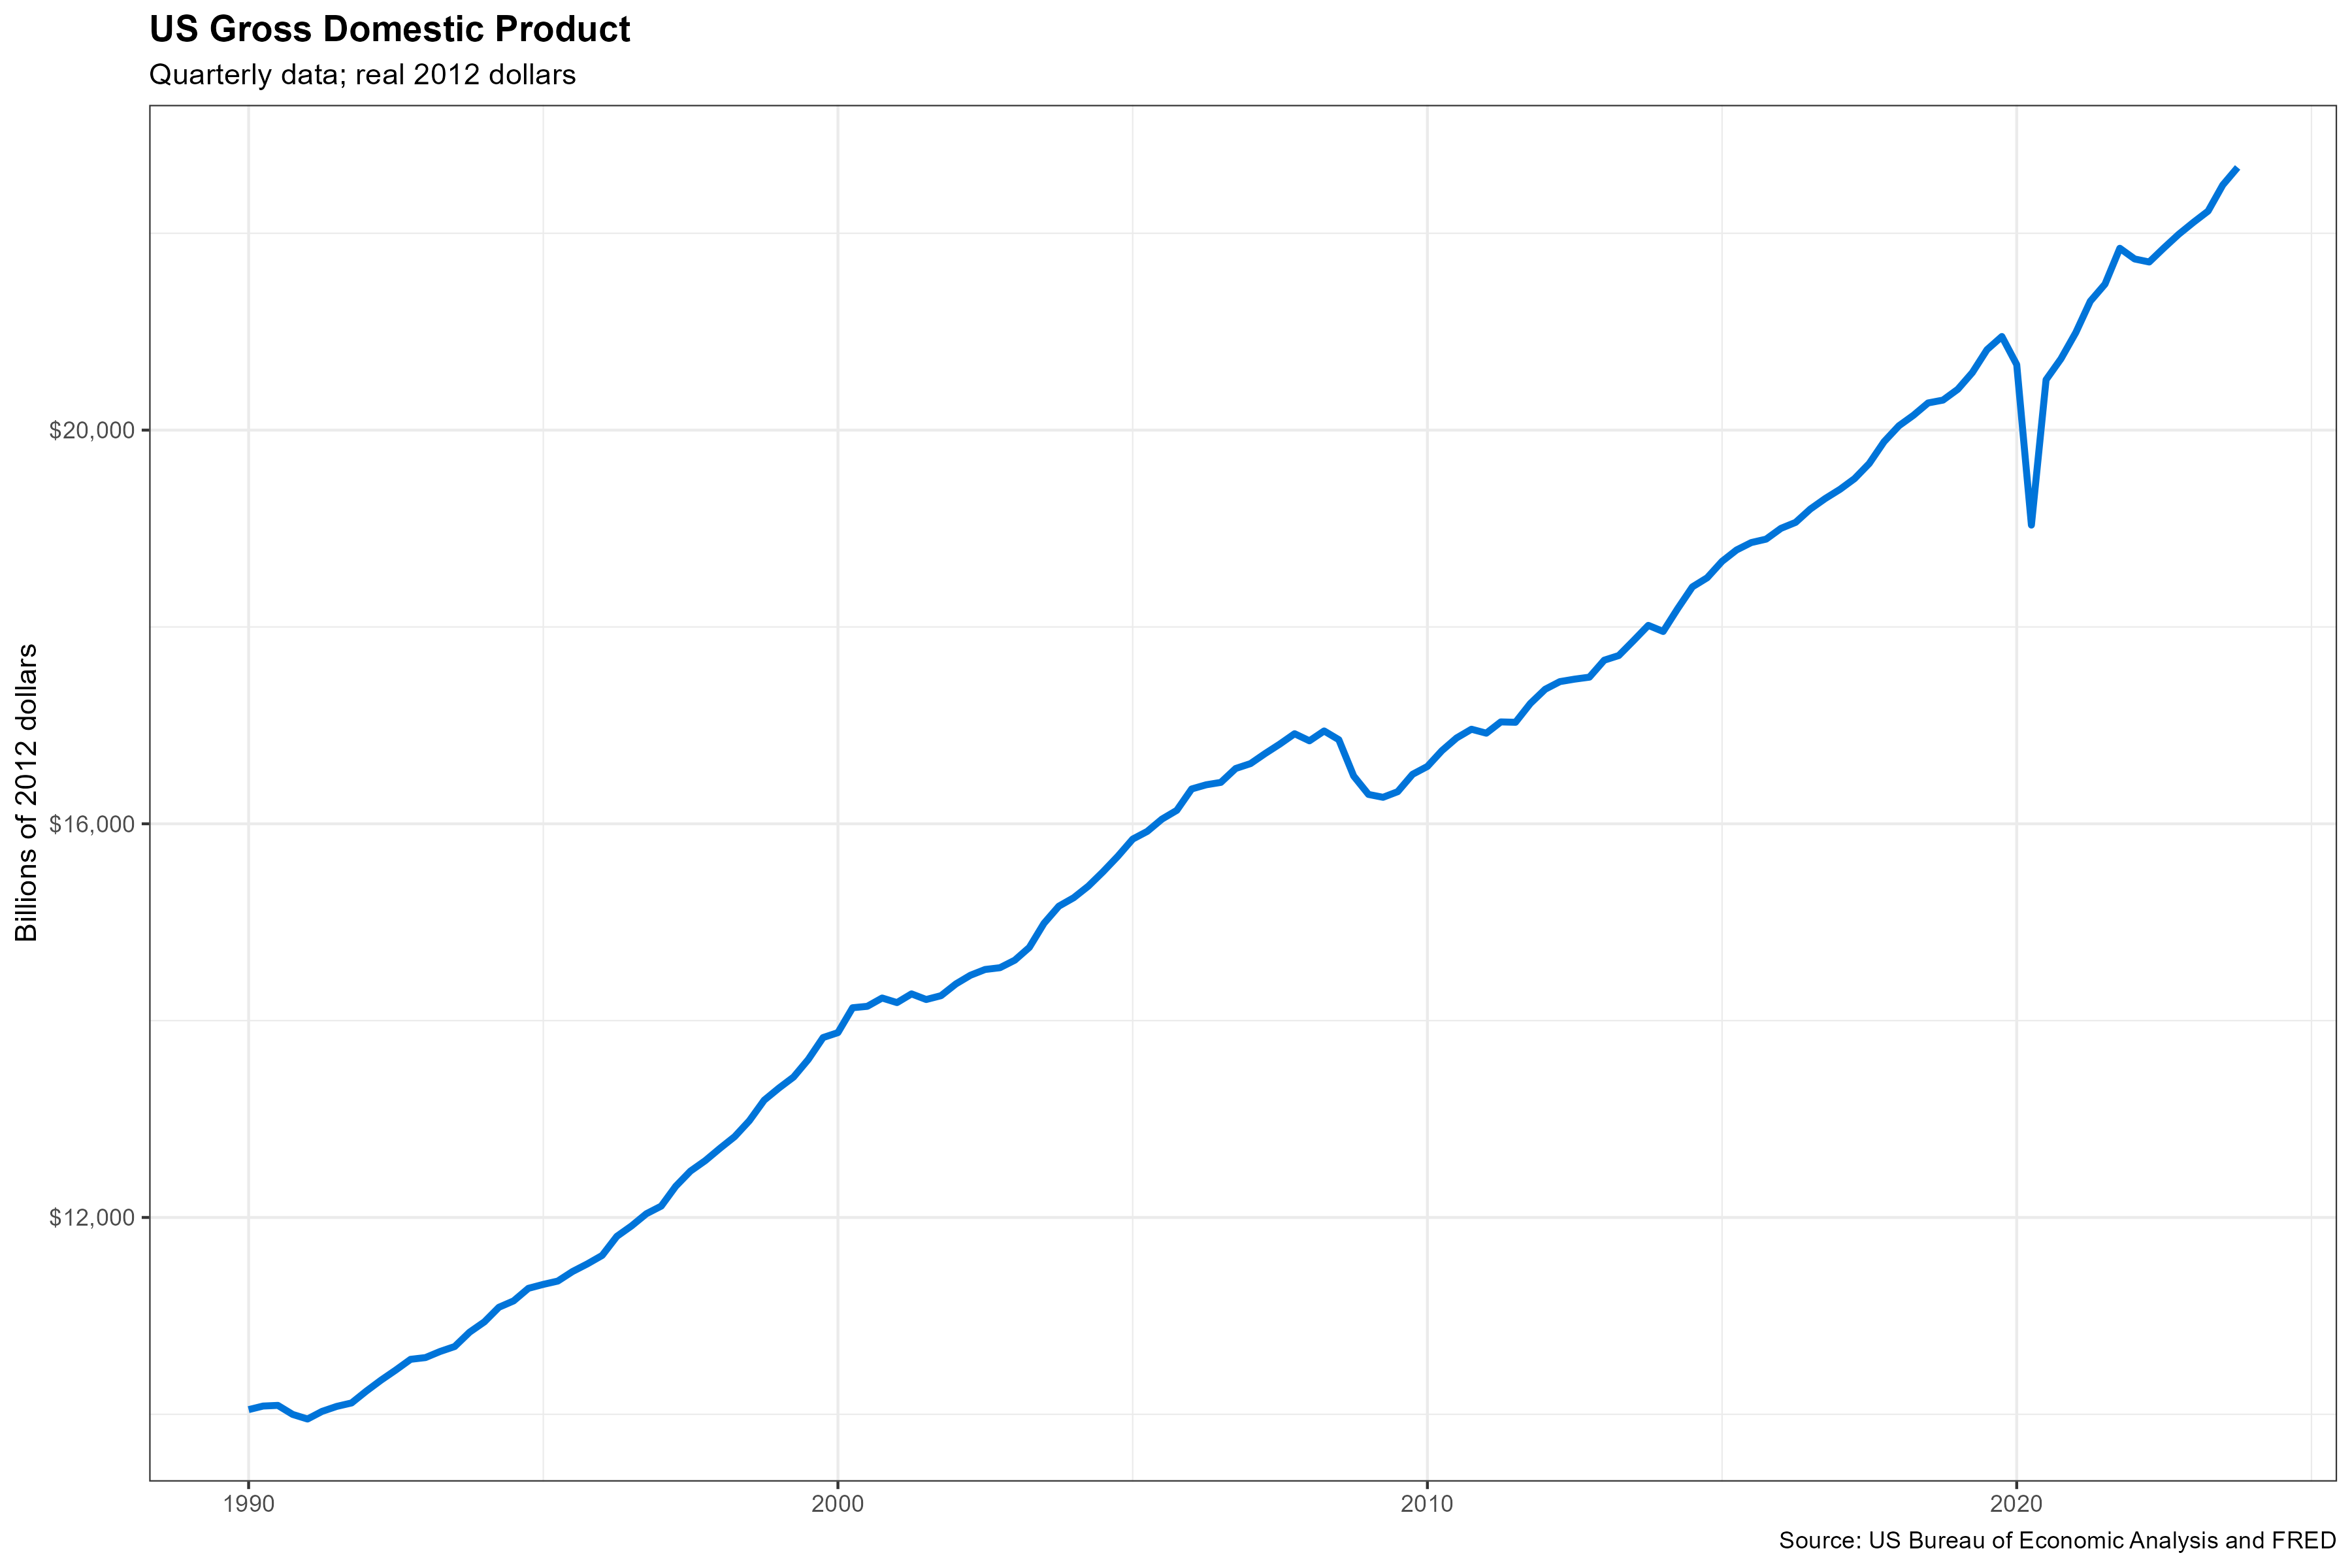 US Gross Domestic Product
Quarterly data; real 2012 dollars
Billions of 2012 dollars
$20,000
$16,000
$12,000
1990
2000
2010
2020
Source: US Bureau of Economic Analysis and FRED